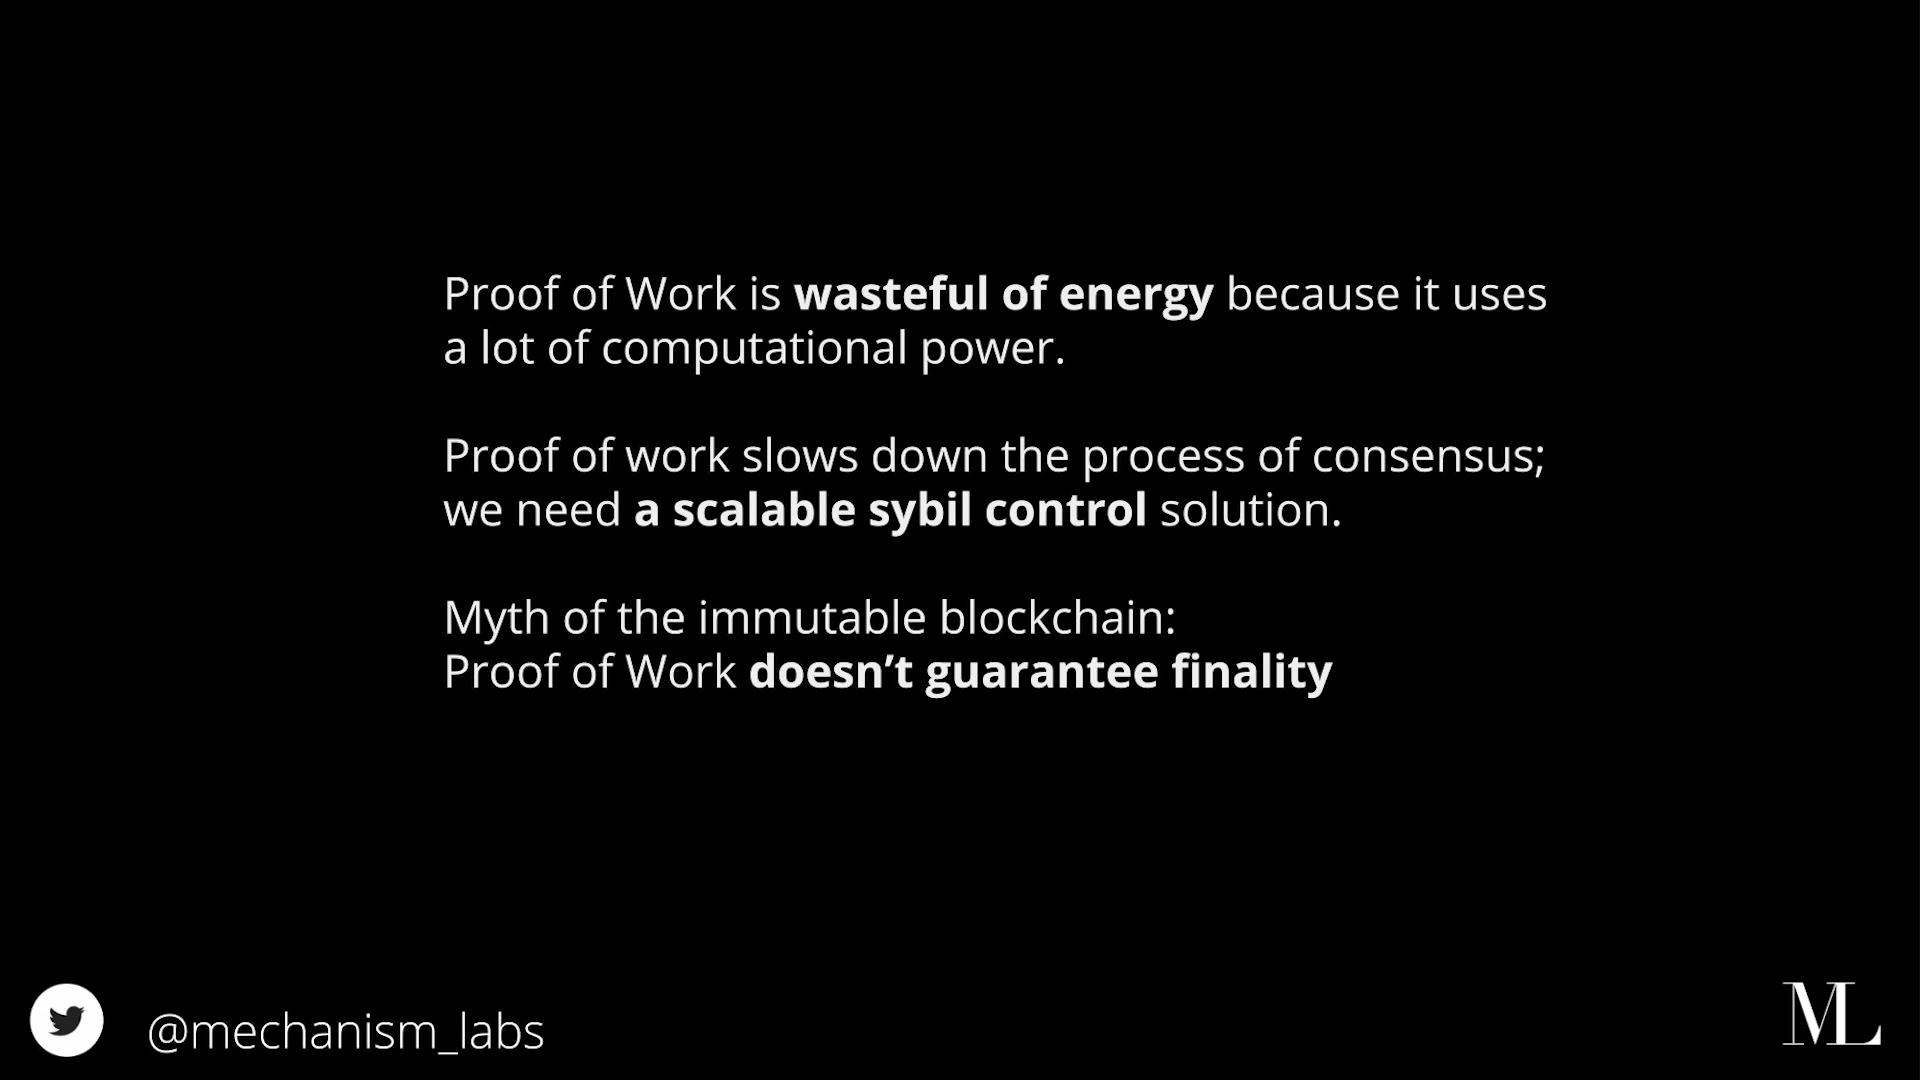 Proof of Work is wasteful of energy because it uses
a lot of computational power.
Proof of work slows down the process of consensus;
we need a scalable sybil control solution.
Myth of the immutable blockchain:
Proof of Work doesn’t guarantee finality
@mechanism_labs
ML